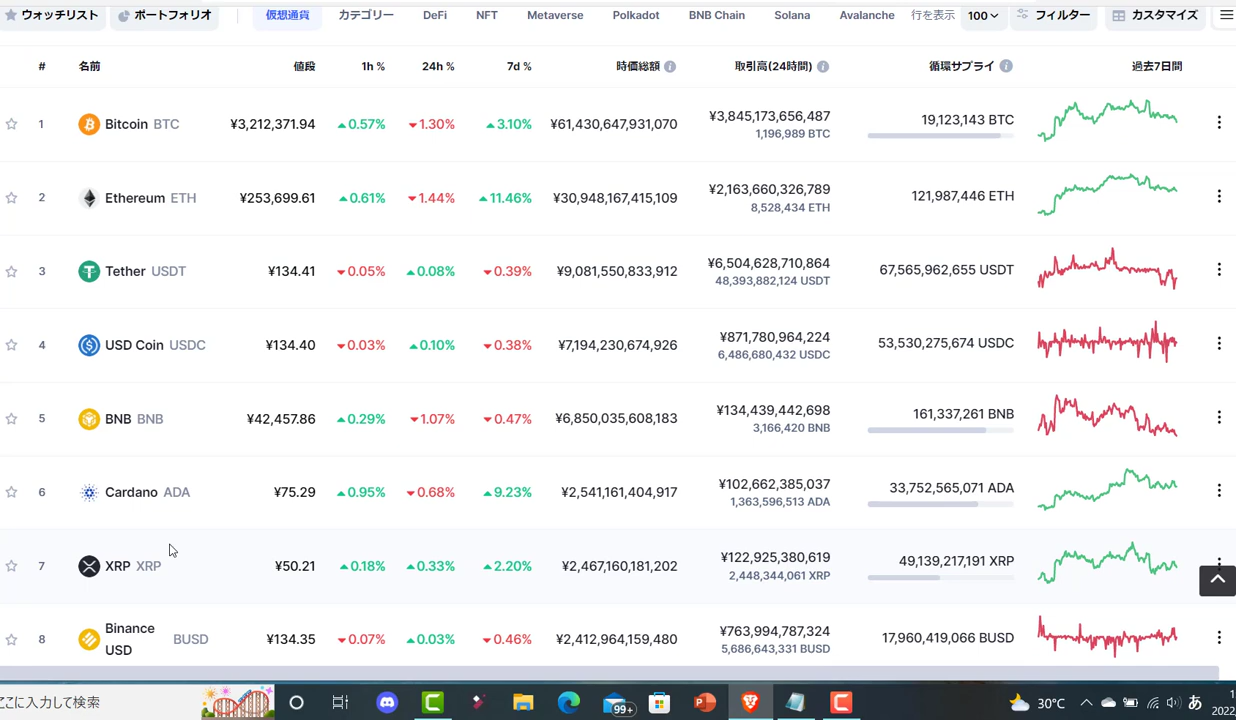 ウォッチリスト ポートフォリオ 仮想通貨 カテゴリー DeFi NFT Metaverse Polkadot BNB Chain Solana Avalanche 行を表示 100 フィルター カスタマイズ
# 名前 値段 1h % 24h % 7d % 時価総額 取引高(24時間) 循環サプライ 過去7日間
1 Bitcoin BTC ¥3,212,371.94 0.57% 1.30% 3.10% ¥61,430,647,931,070 ¥3,845,173,656,487 19,123,143 BTC
1,196,989 BTC
2 Ethereum ETH ¥253,699.61 0.61% 1.44% 11.46% ¥30,948,167,415,109 ¥2,163,660,326,789 121,987,446 ETH
8,528,434 ETH
3 Tether USDT ¥134.41 0.05% 0.08% 0.39% ¥9,081,550,833,912 ¥6,504,628,710,864 67,565,962,655 USDT
48,393,882,124 USDT
4 USD Coin USDC ¥134.40 0.03% 0.10% 0.38% ¥7,194,230,674,926 ¥871,780,964,224 53,530,275,674 USDC
6,486,680,432 USDC
5 BNB BNB ¥42,457.86 0.29% 1.07% 0.47% ¥6,850,035,608,183 ¥134,439,442,698 161,337,261 BNB
3,166,420 BNB
6 Cardano ADA ¥75.29 0.95% 0.68% 9.23% ¥2,541,161,404,917 ¥102,662,385,037 33,752,565,071 ADA
1,363,596,513 ADA
7 XRP XRP ¥50.21 0.18% 0.33% 2.20% ¥2,467,160,181,202 ¥122,925,380,619 49,139,217,191 XRP
2,448,344,061 XRP
8 Binance USD BUSD ¥134.35 0.07% 0.03% 0.46% ¥2,412,964,159,480 ¥763,994,787,324 17,960,419,066 BUSD
5,686,643,331 BUSD
ここに入力して検索 99+ 30°C あ
2022